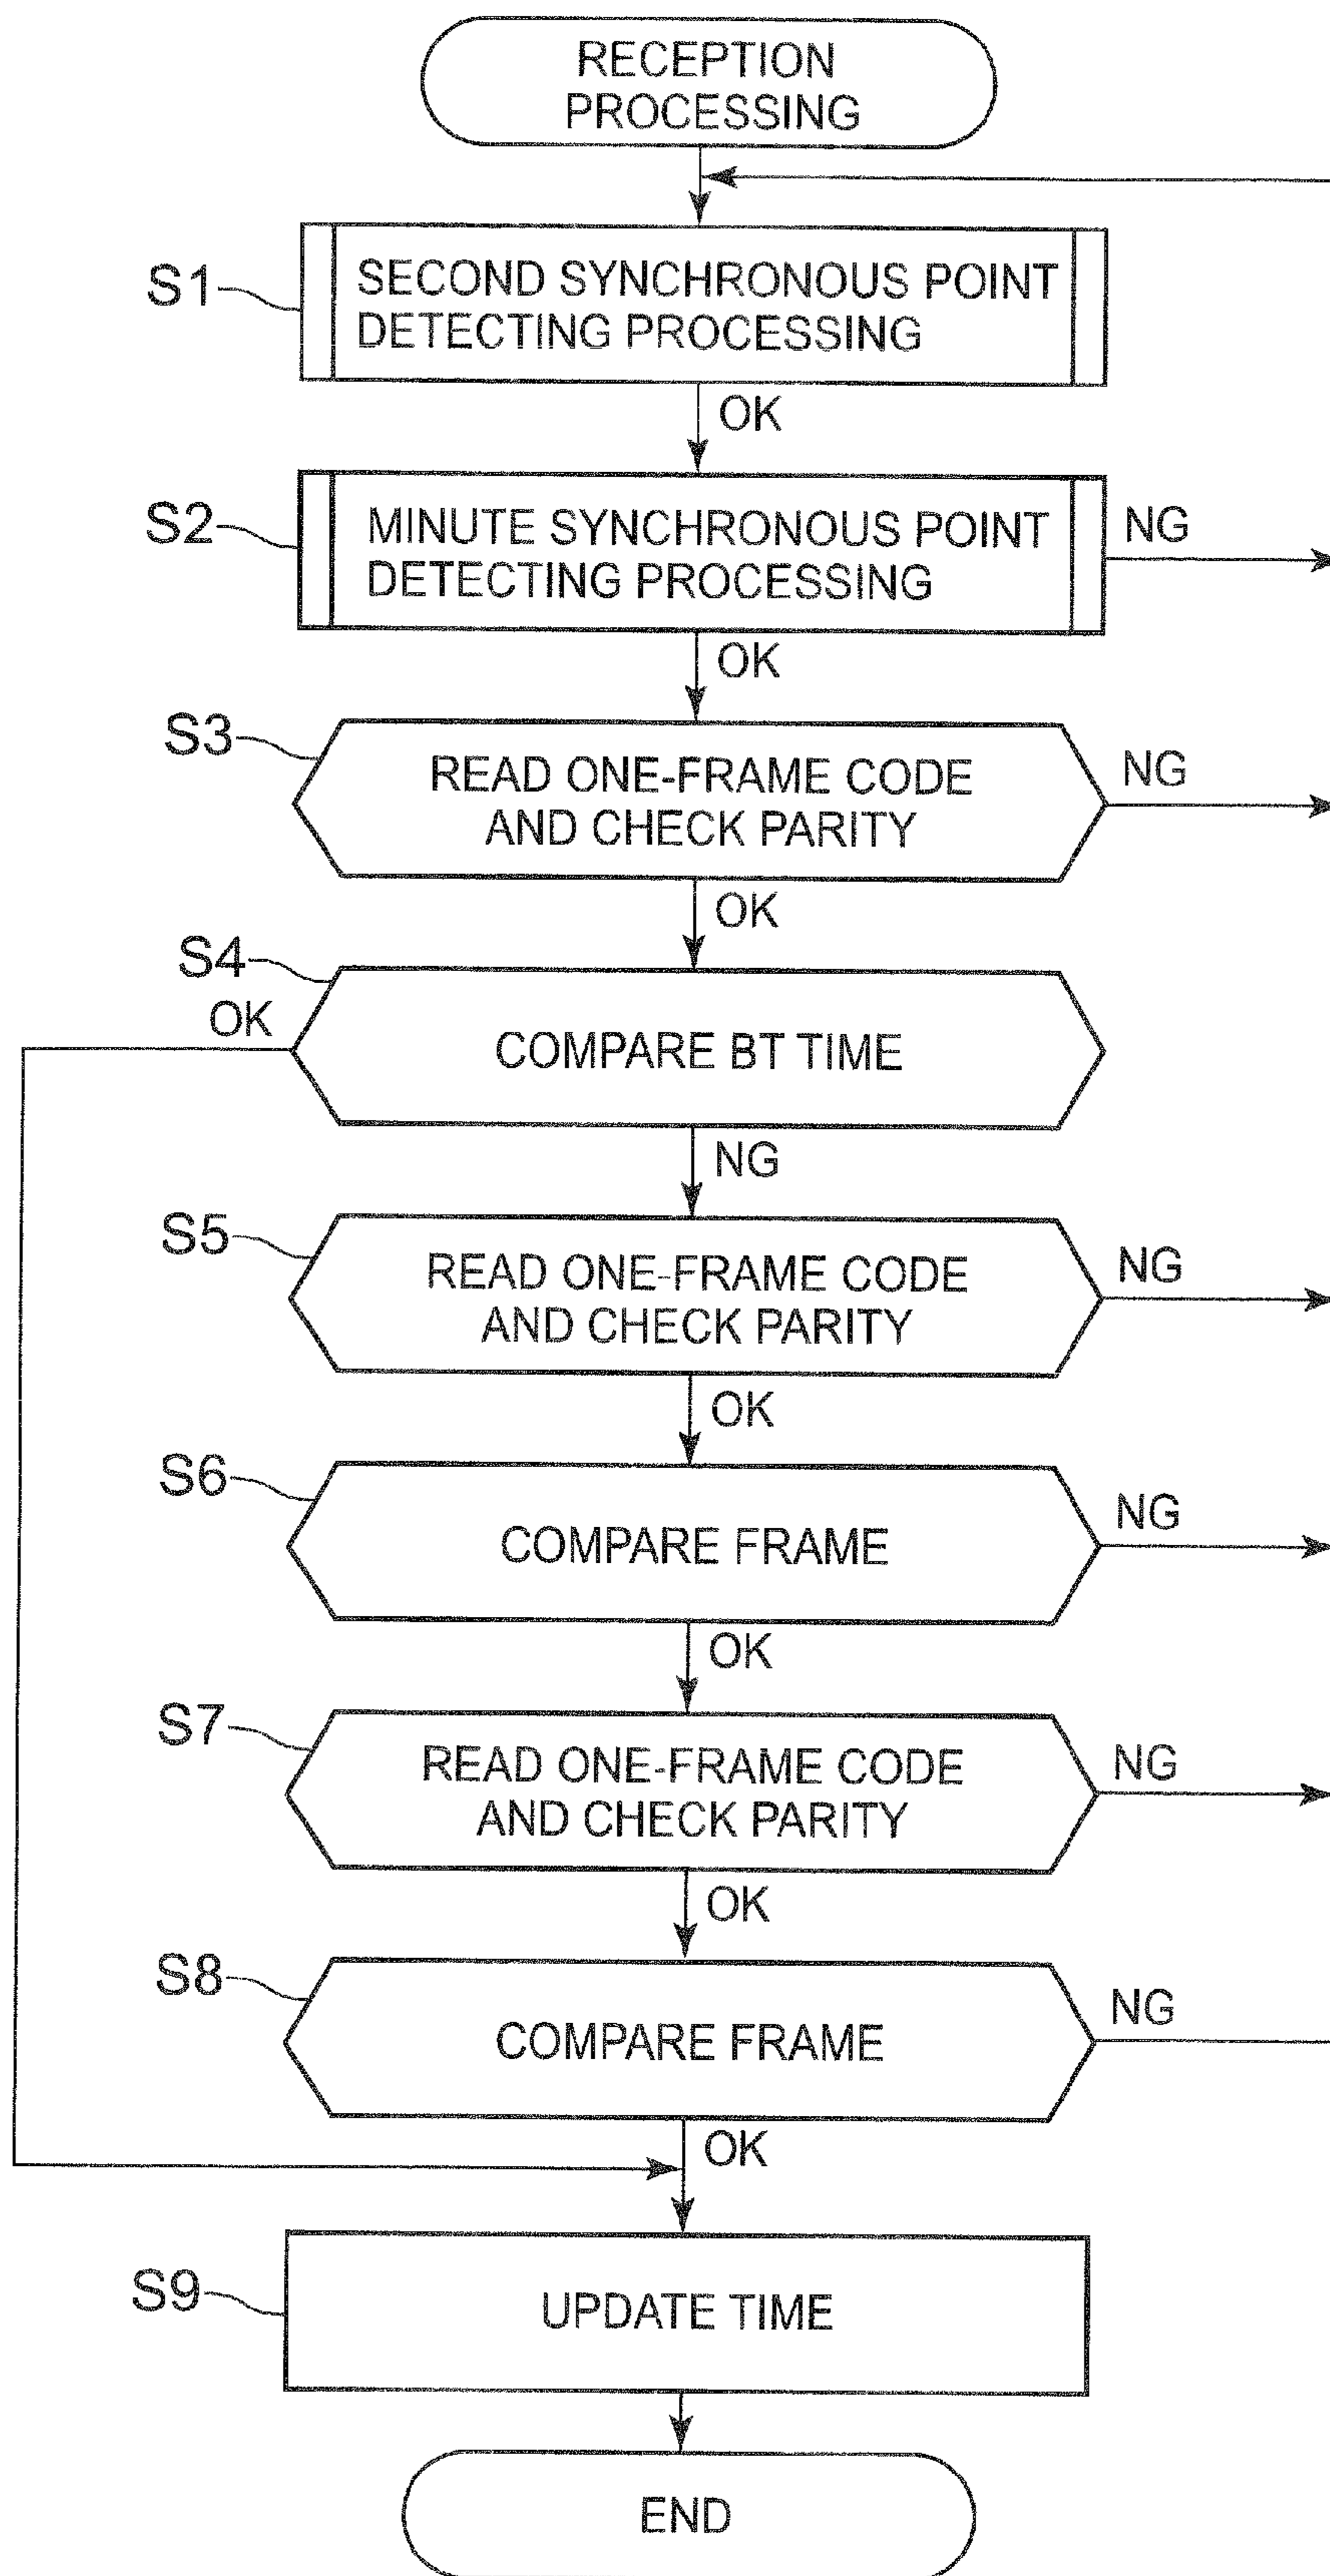 RECEPTION
PROCESSING
S1
SECOND SYNCHRONOUS POINT
DETECTING PROCESSING
OK
S2
MINUTE SYNCHRONOUS POINT
DETECTING PROCESSING
NG
OK
S3
READ ONE-FRAME CODE
AND CHECK PARITY
NG
OK
S4
OK
COMPARE BT TIME
NG
S5
READ ONE-FRAME CODE
AND CHECK PARITY
NG
OK
S6
COMPARE FRAME
NG
OK
S7
READ ONE-FRAME CODE
AND CHECK PARITY
NG
OK
S8
COMPARE FRAME
NG
OK
S9
UPDATE TIME
END